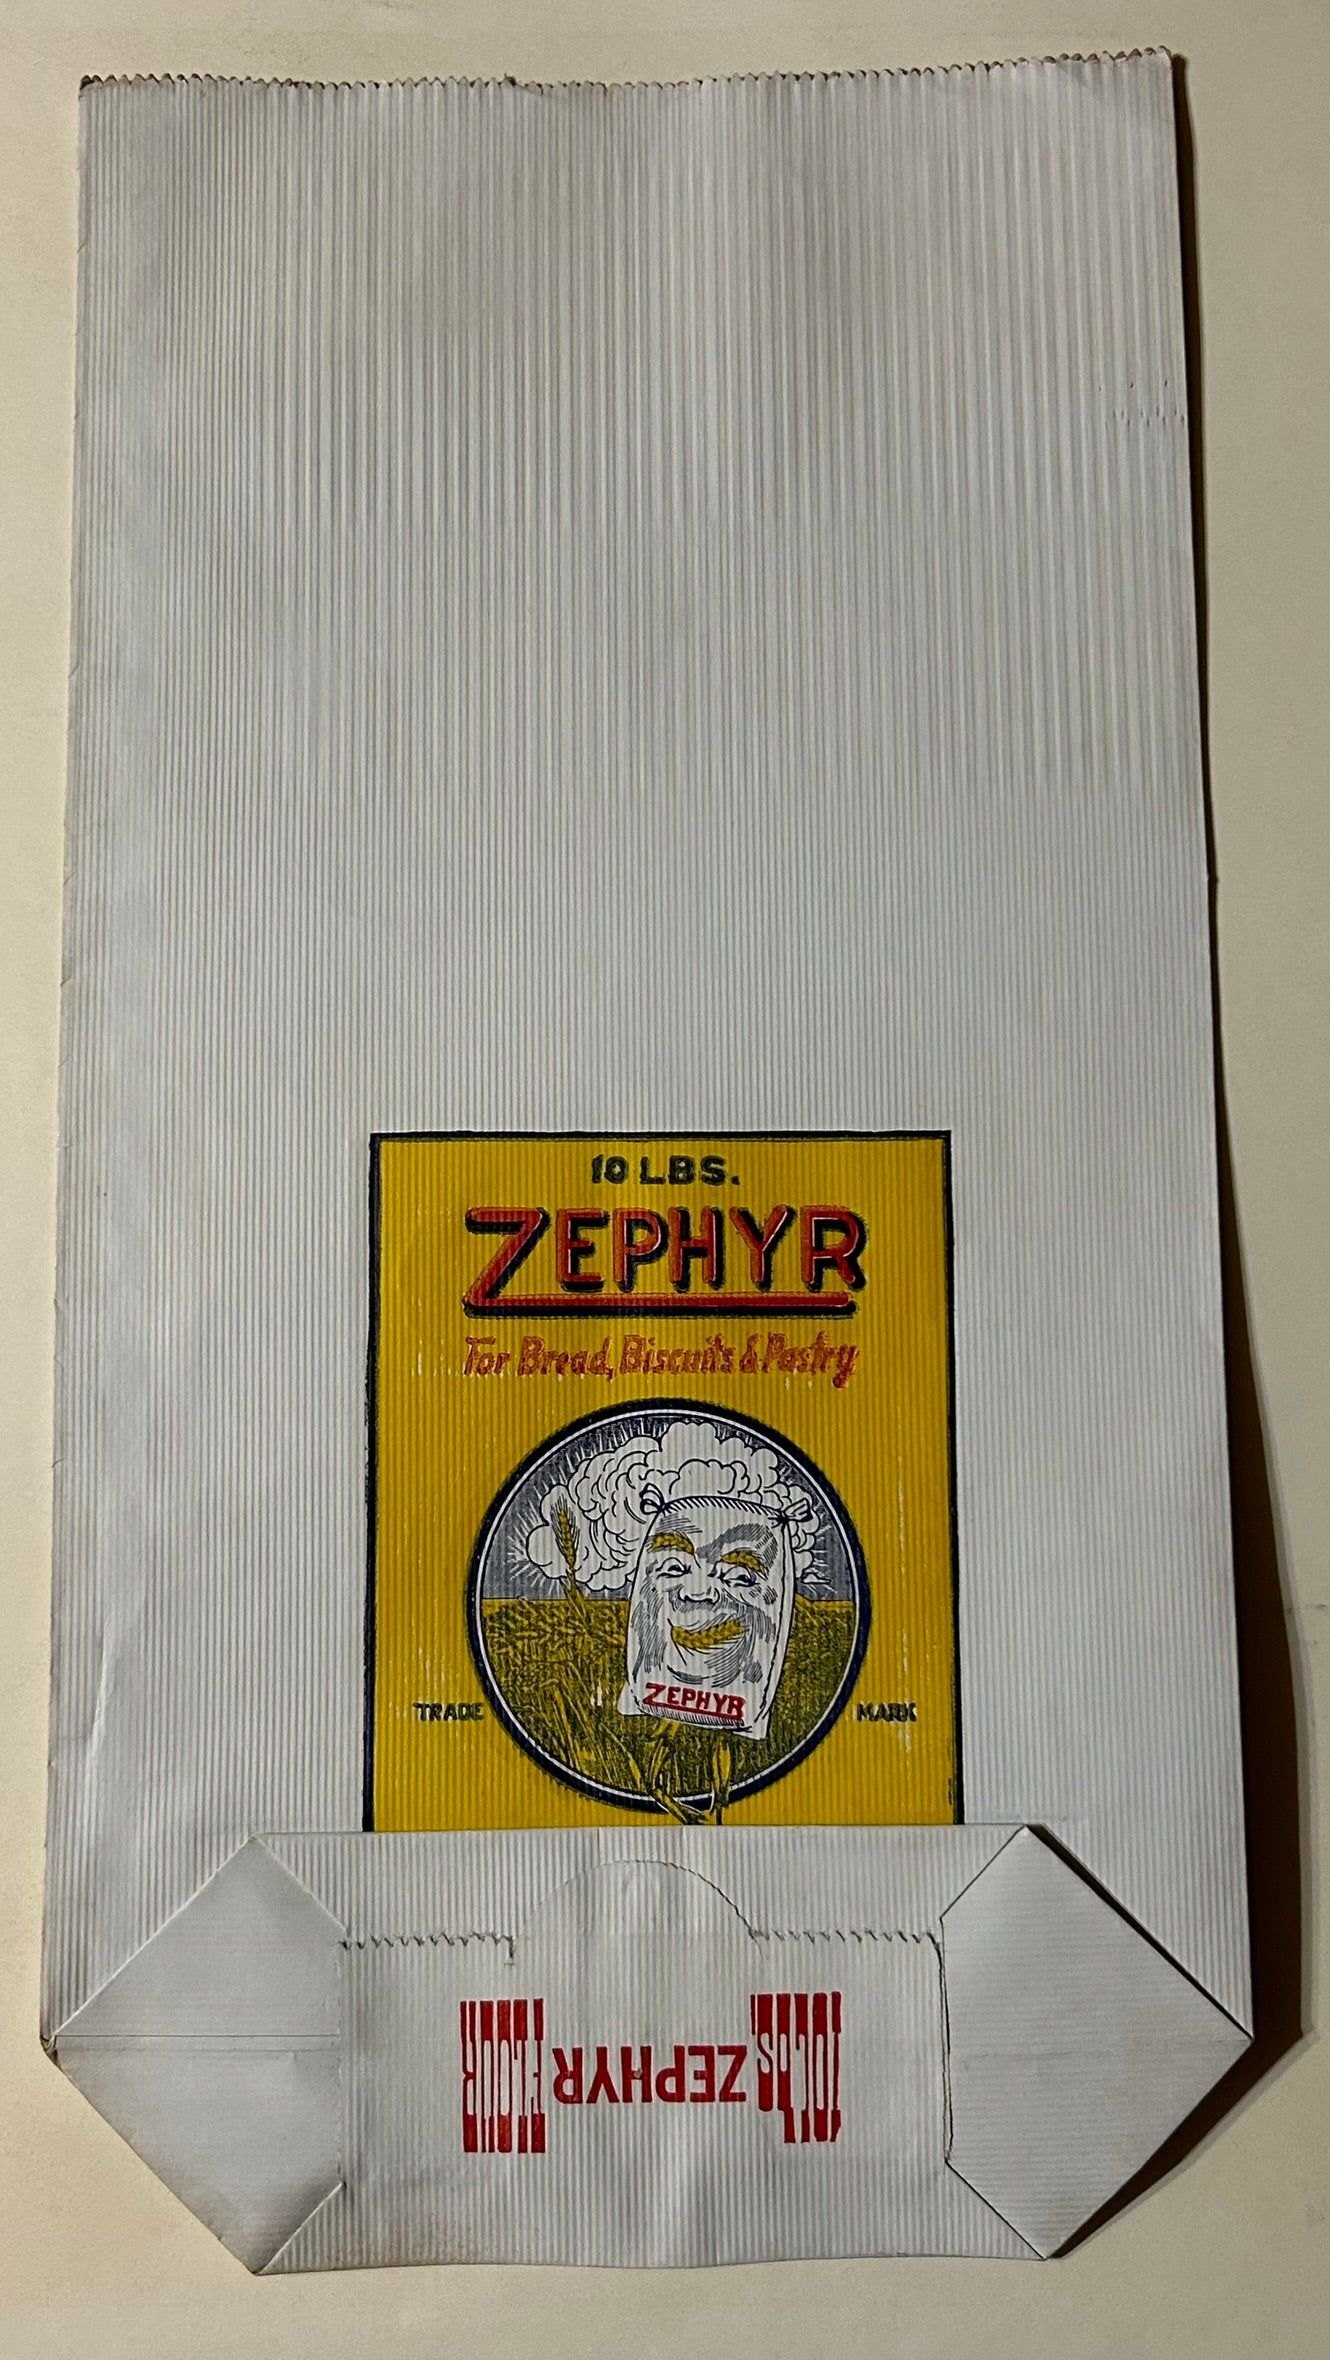 10 LBS.
ZEPHYR
For Bread, Biscuits & Pastry
ZEPHYR
TRADE MARK
10 Lbs. ZEPHYR FLOUR